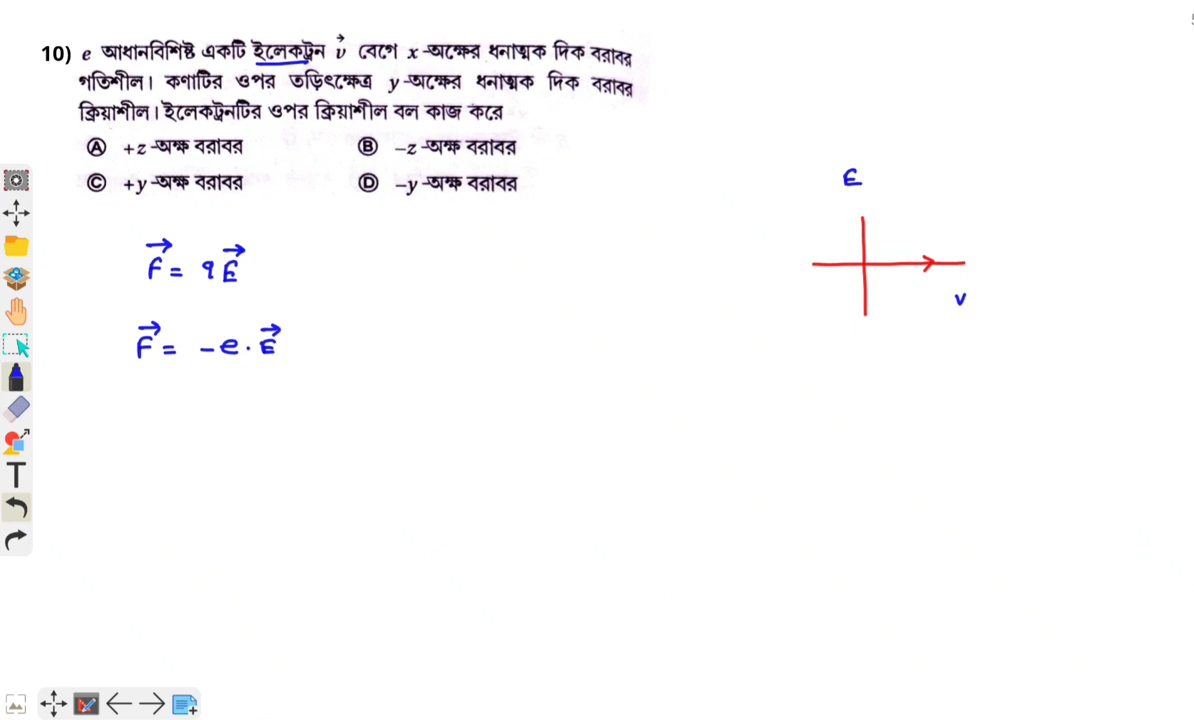 10) e আধানবিশিষ্ট একটি ইলেকট্রন v⃗ বেগে x-অক্ষের ধনাত্মক দিক বরাবর
গতিশীল। কণাটির ওপর তড়িৎক্ষেত্র y-অক্ষের ধনাত্মক দিক বরাবর
ক্রিয়াশীল। ইলেকট্রনটির ওপর ক্রিয়াশীল বল কাজ করে
Ⓐ +z-অক্ষ বরাবর Ⓑ -z-অক্ষ বরাবর
Ⓒ +y-অক্ষ বরাবর Ⓓ -y-অক্ষ বরাবর
E
F⃗ = qE⃗
V
F⃗ = -e.E⃗
T